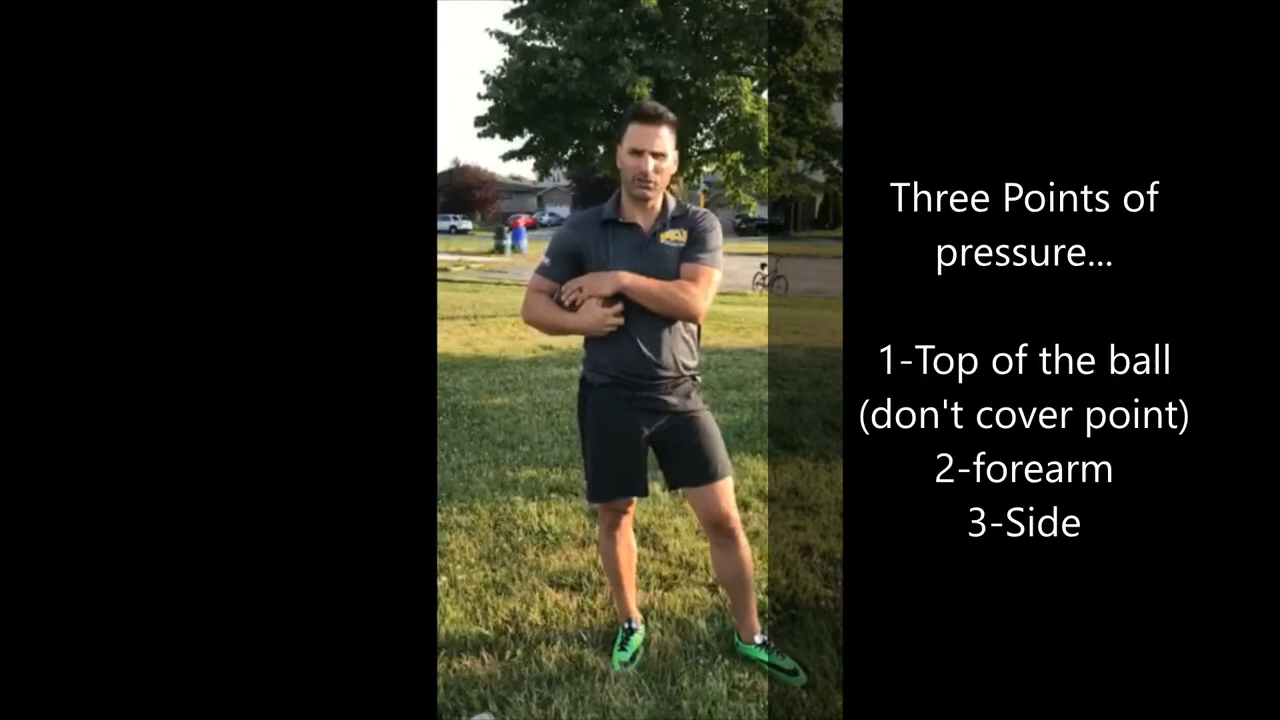 Three Points of
pressure...
1-Top of the ball
(don't cover point)
2-forearm
3-Side